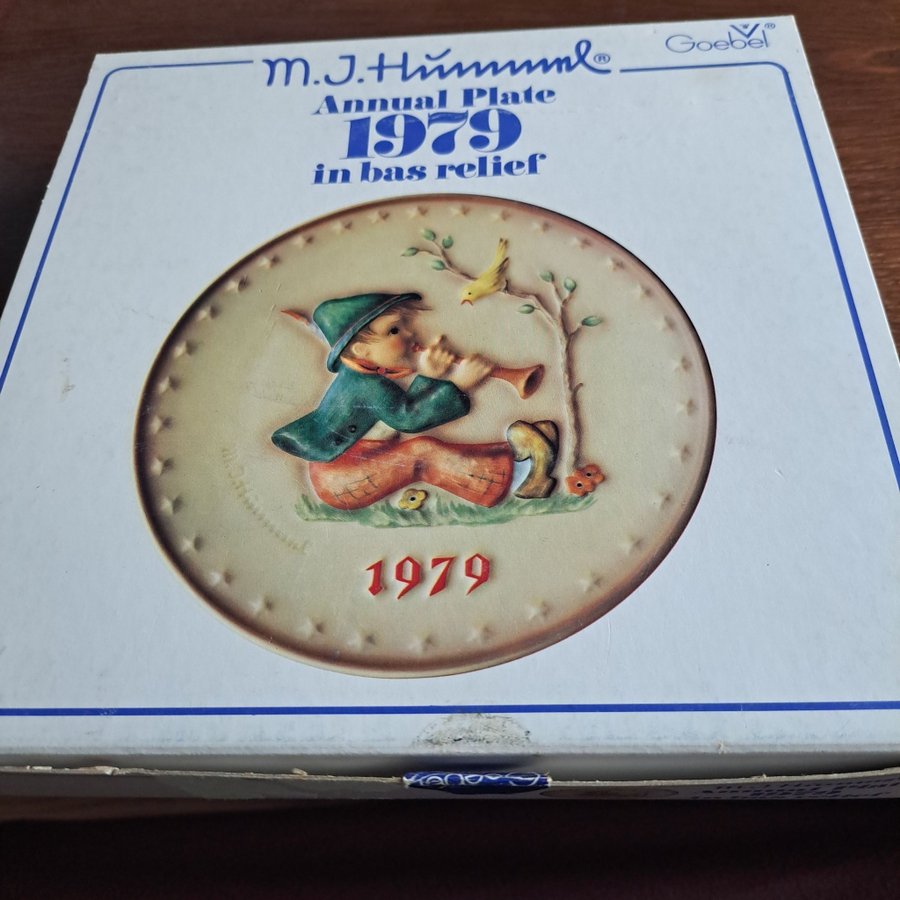 M.J.Hummel®
Goebel®
Annual Plate
1979
in bas relief
M.J.Hummel
1979